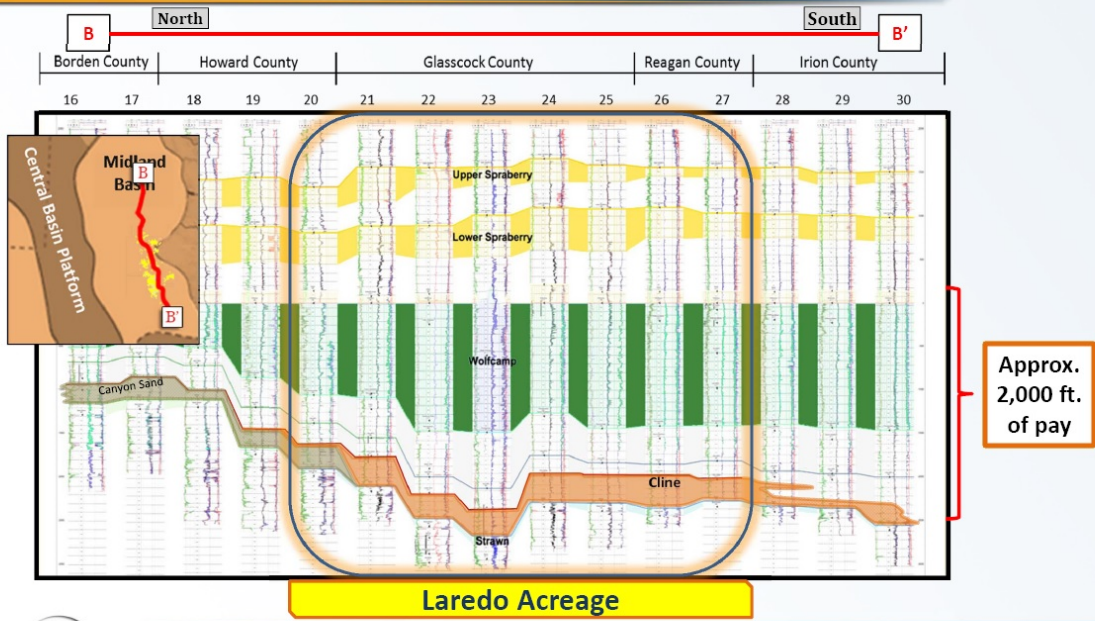 North
South
B
B'
Borden County
Howard County
Glasscock County
Reagan County
Irion County
16
17
18
19
20
21
22
23
24
25
26
27
28
29
30
Central Basin Platform
Midland
Basin
B
B'
Upper Spraberry
Lower Spraberry
Wolfcamp
Canyon Sand
Cline
Strawn
Approx.
2,000 ft.
of pay
Laredo Acreage